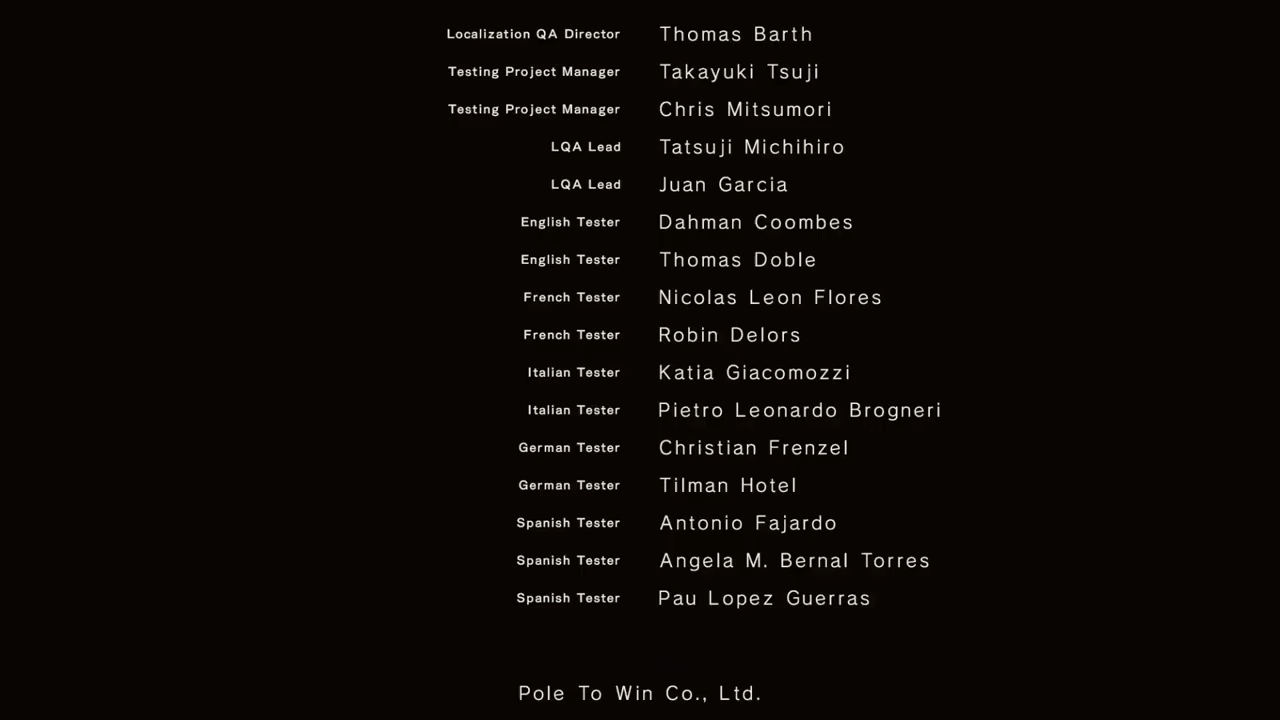 Localization QA Director Thomas Barth
Testing Project Manager Takayuki Tsuji
Testing Project Manager Chris Mitsumori
LQA Lead Tatsuji Michihiro
LQA Lead Juan Garcia
English Tester Dahman Coombes
English Tester Thomas Doble
French Tester Nicolas Leon Flores
French Tester Robin Delors
Italian Tester Katia Giacomozzi
Italian Tester Pietro Leonardo Brogneri
German Tester Christian Frenzel
German Tester Tilman Hotel
Spanish Tester Antonio Fajardo
Spanish Tester Angela M. Bernal Torres
Spanish Tester Pau Lopez Guerras
Pole To Win Co., Ltd.